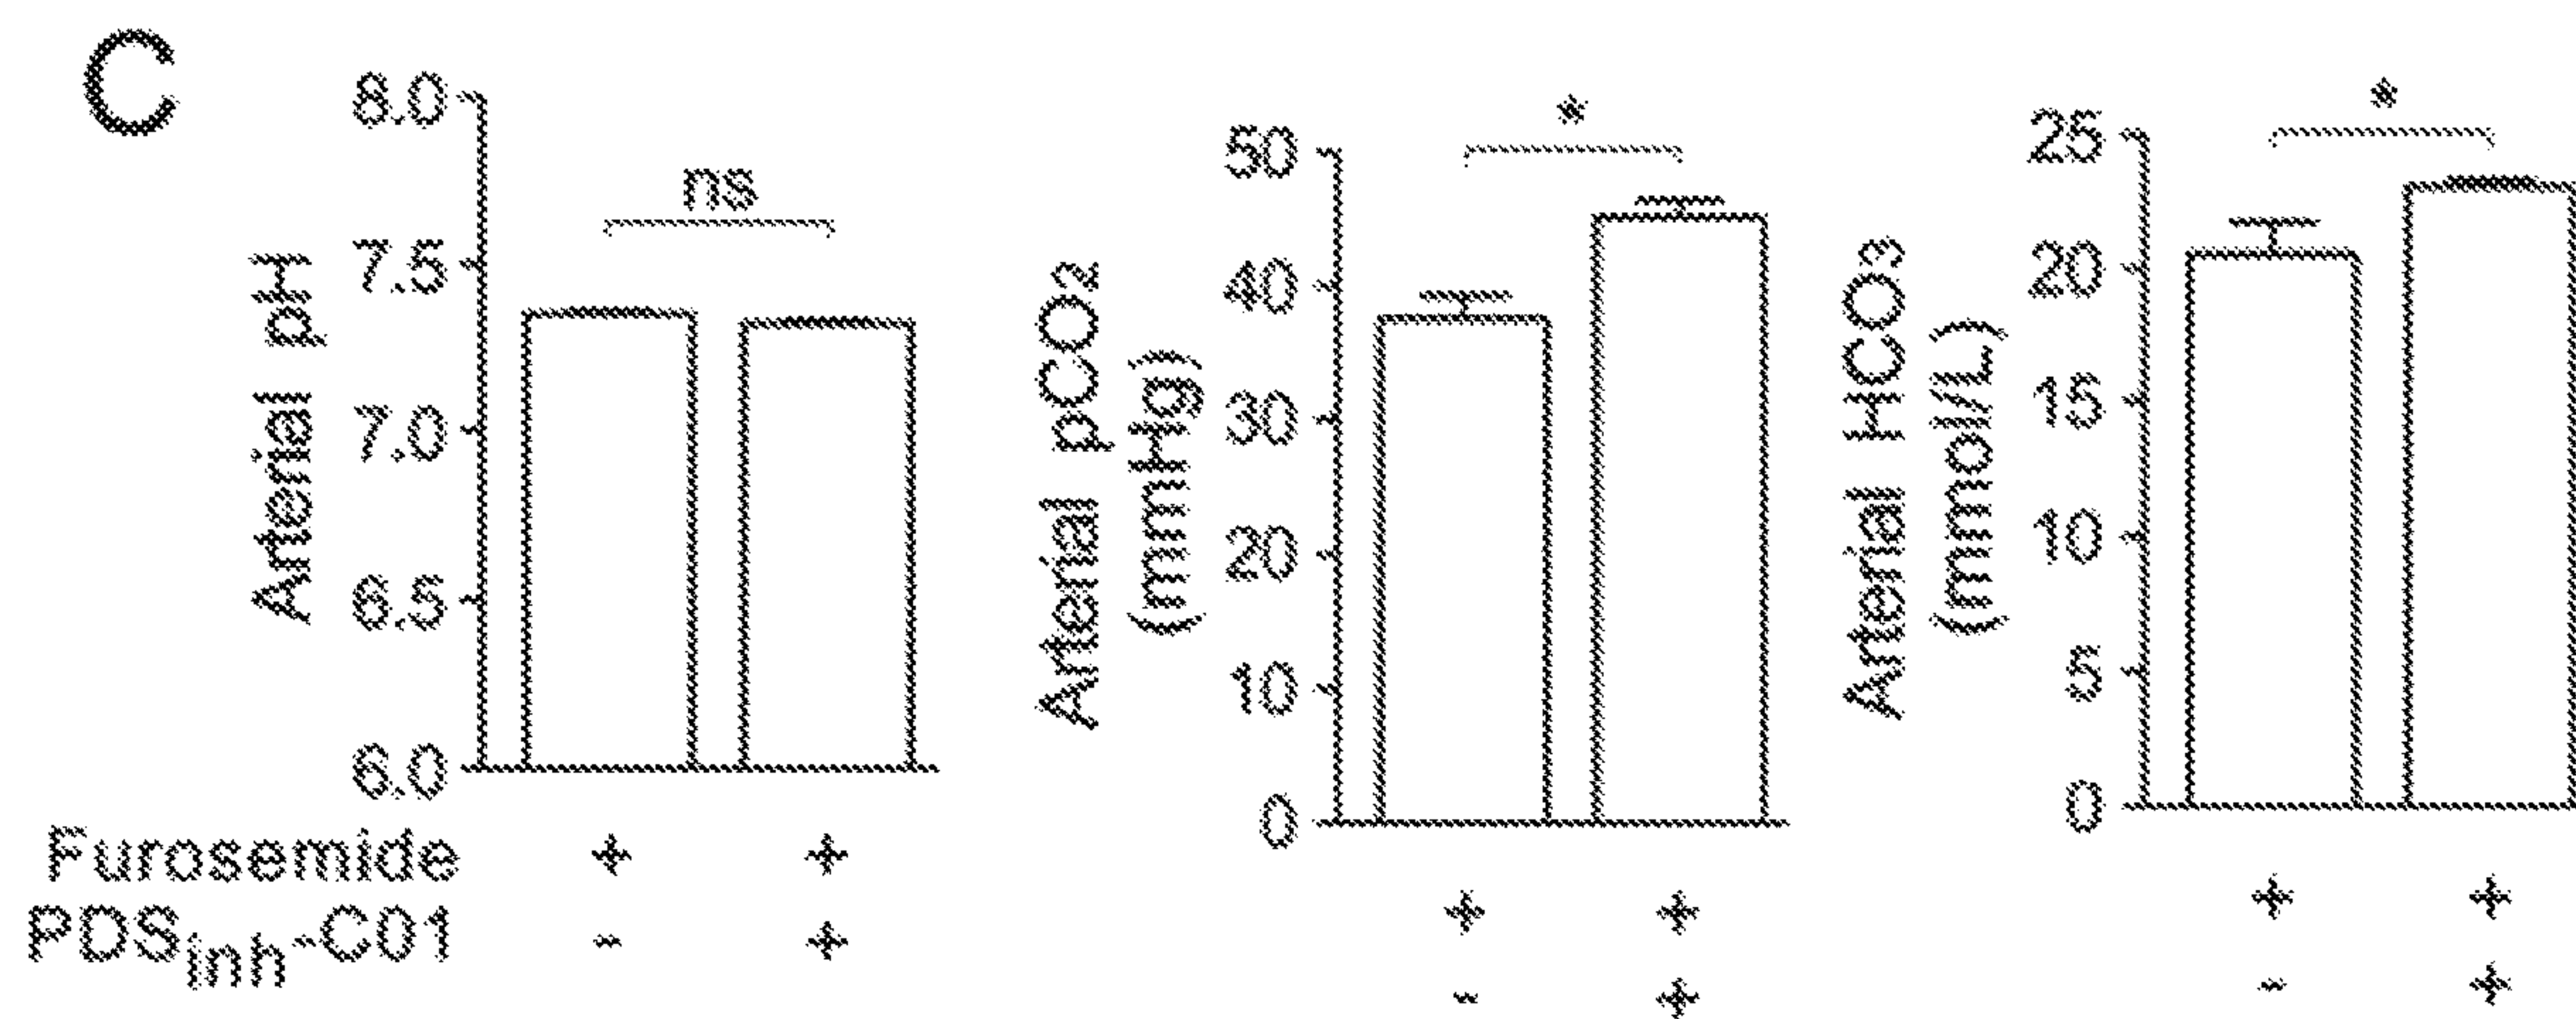 C
8.0
7.5
7.0
6.5
6.0
Arterial pH
ns
Furosemide + +
PDSinh-C01 - +
Arterial pCO2
(mmHg)
50
40
30
20
10
0
*
+ +
- +
Arterial HCO3
(mmol/L)
25
20
15
10
5
0
*
+ +
- +